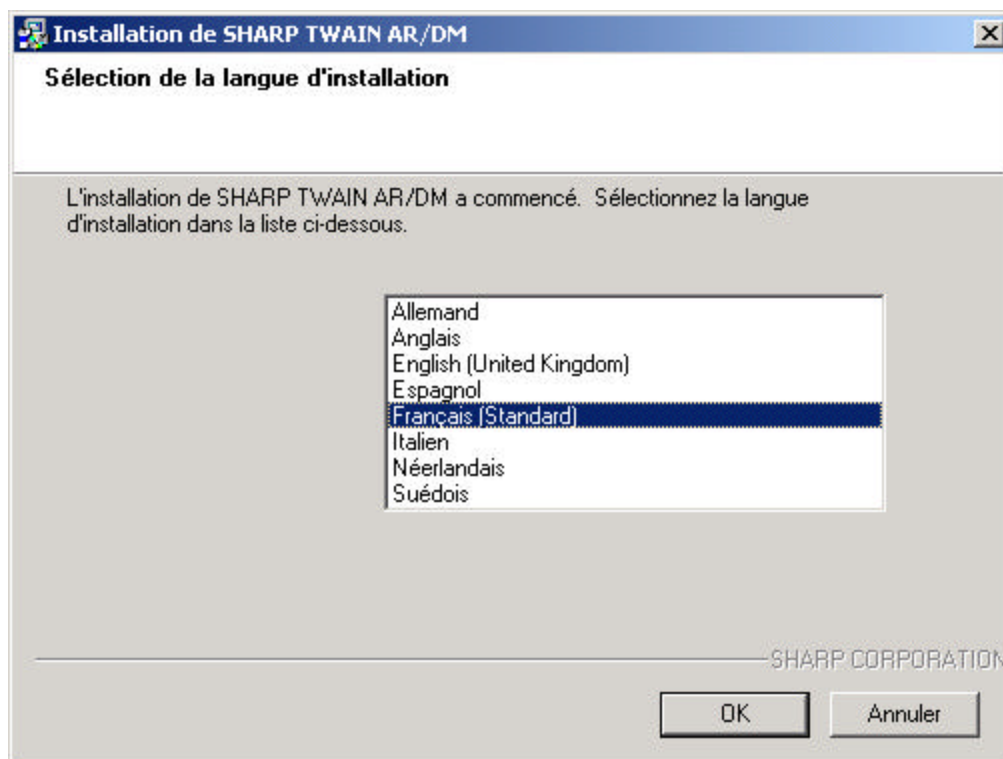 Installation de SHARP TWAIN AR/DM
Sélection de la langue d'installation
L'installation de SHARP TWAIN AR/DM a commencé. Sélectionnez la langue
d'installation dans la liste ci-dessous.
Allemand
Anglais
English (United Kingdom)
Espagnol
Français (Standard)
Italien
Néerlandais
Suédois
SHARP CORPORATION
OK Annuler